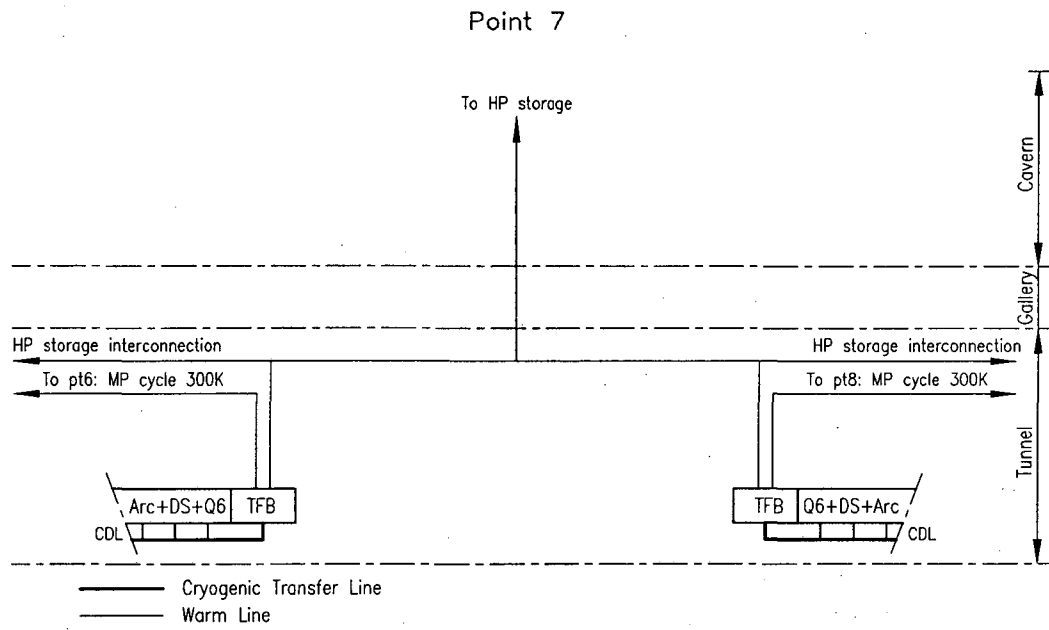 Point 7
To HP storage
Cavern
Gallery
HP storage interconnection
HP storage interconnection
To pt6: MP cycle 300K
To pt8: MP cycle 300K
Tunnel
Arc+DS+Q6
TFB
TFB
Q6+DS+Arc
CDL
CDL
Cryogenic Transfer Line
Warm Line